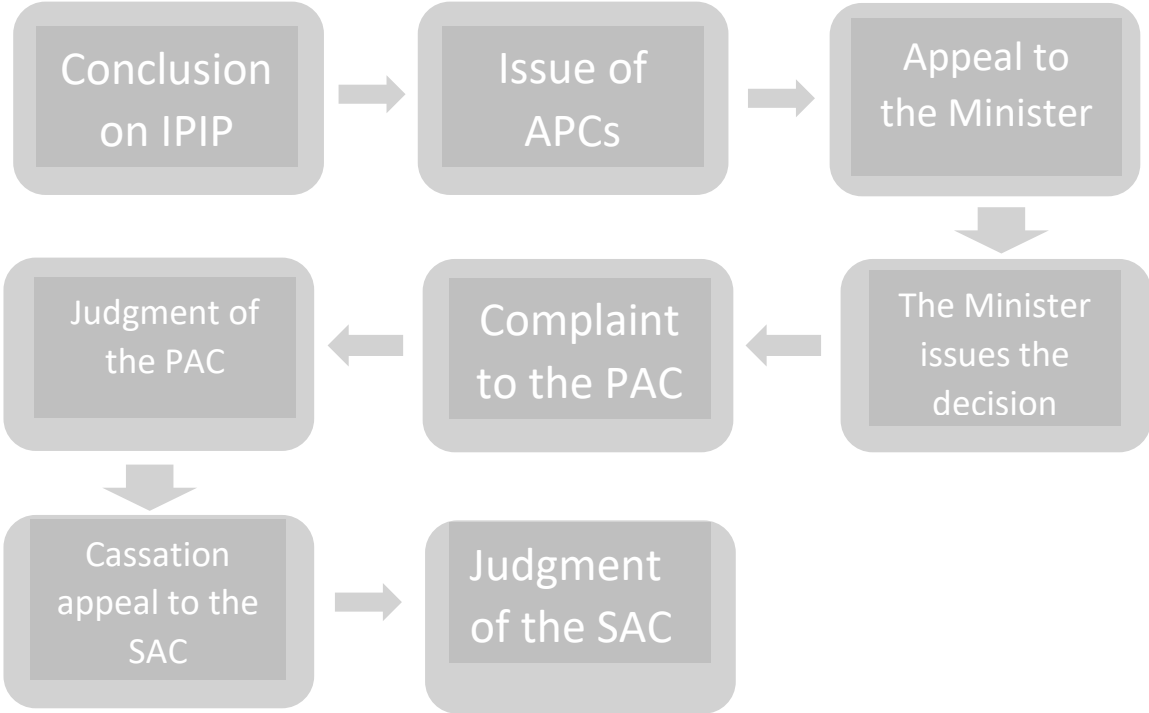 Conclusion
on IPIP
Issue of
APCs
Appeal to
the Minister
The Minister
issues the
decision
Complaint
to the PAC
Judgment of
the PAC
Cassation
appeal to the
SAC
Judgment
of the SAC